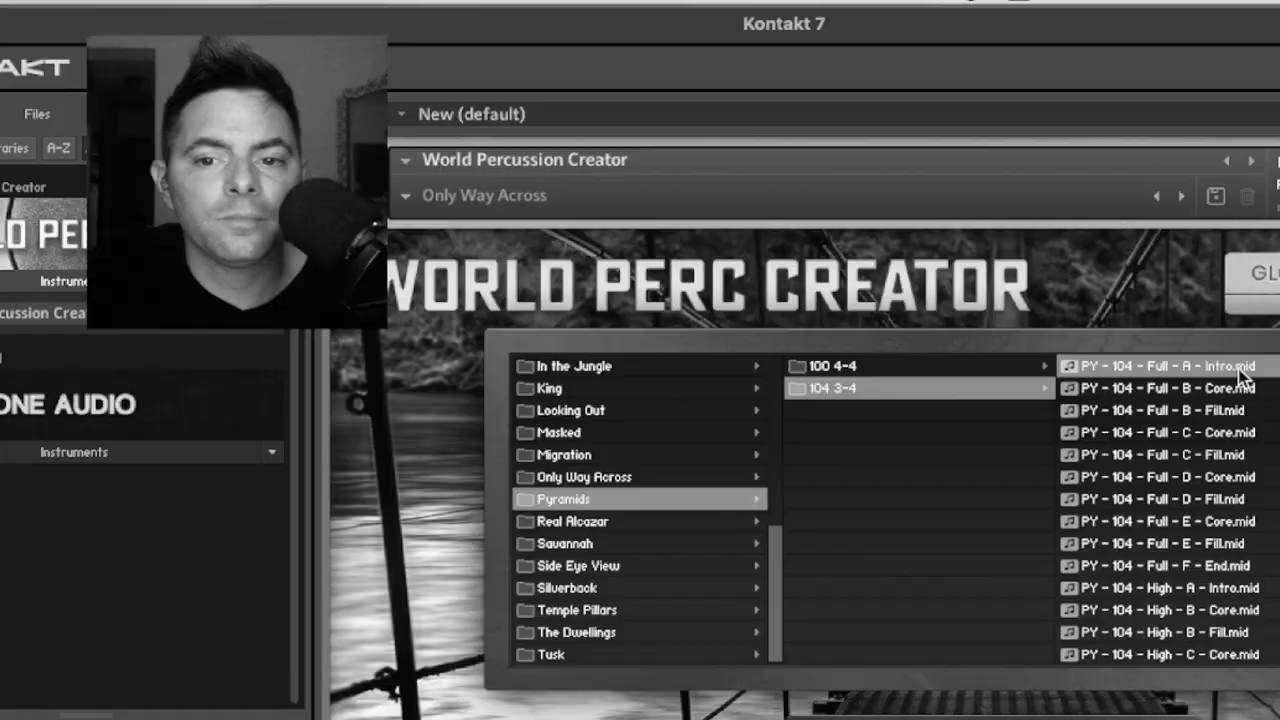 Kontakt 7
AKT
Files
New (default)
aries
A-Z
World Percussion Creator
Creator
Only Way Across
LD PE
WORLD PERC CREATOR
GL
Instrume
cussion Crea
In the Jungle
King
Looking Out
Masked
Migration
Only Way Across
Pyramids
Real Alcazar
Savannah
Side Eye View
Silverback
Temple Pillars
The Dwellings
Tusk
100 4-4
104 3-4
PY - 104 - Full - A - Intro.mid
PY - 104 - Full - B - Core.mid
PY - 104 - Full - B - Fill.mid
PY - 104 - Full - C - Core.mid
PY - 104 - Full - C - Fill.mid
PY - 104 - Full - D - Core.mid
PY - 104 - Full - D - Fill.mid
PY - 104 - Full - E - Core.mid
PY - 104 - Full - E - Fill.mid
PY - 104 - Full - F - End.mid
PY - 104 - High - A - Intro.mid
PY - 104 - High - B - Core.mid
PY - 104 - High - B - Fill.mid
PY - 104 - High - C - Core.mid
ONE AUDIO
Instruments